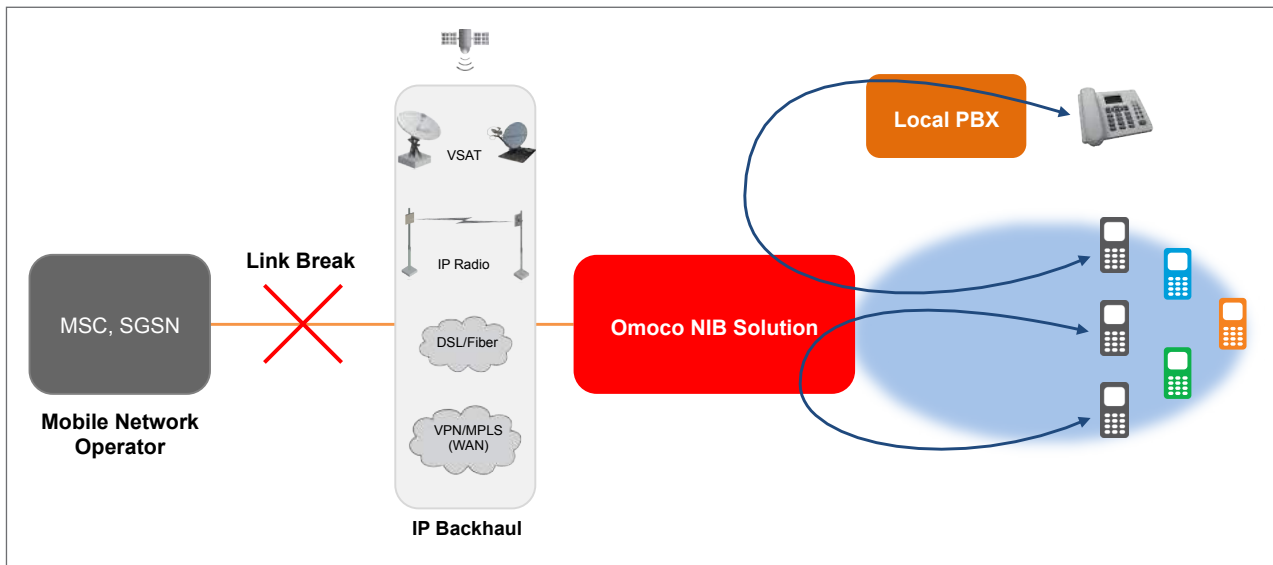 Local PBX
VSAT
Link Break
IP Radio
MSC, SGSN
Omoco NIB Solution
DSL/Fiber
Mobile Network
Operator
VPN/MPLS
(WAN)
IP Backhaul